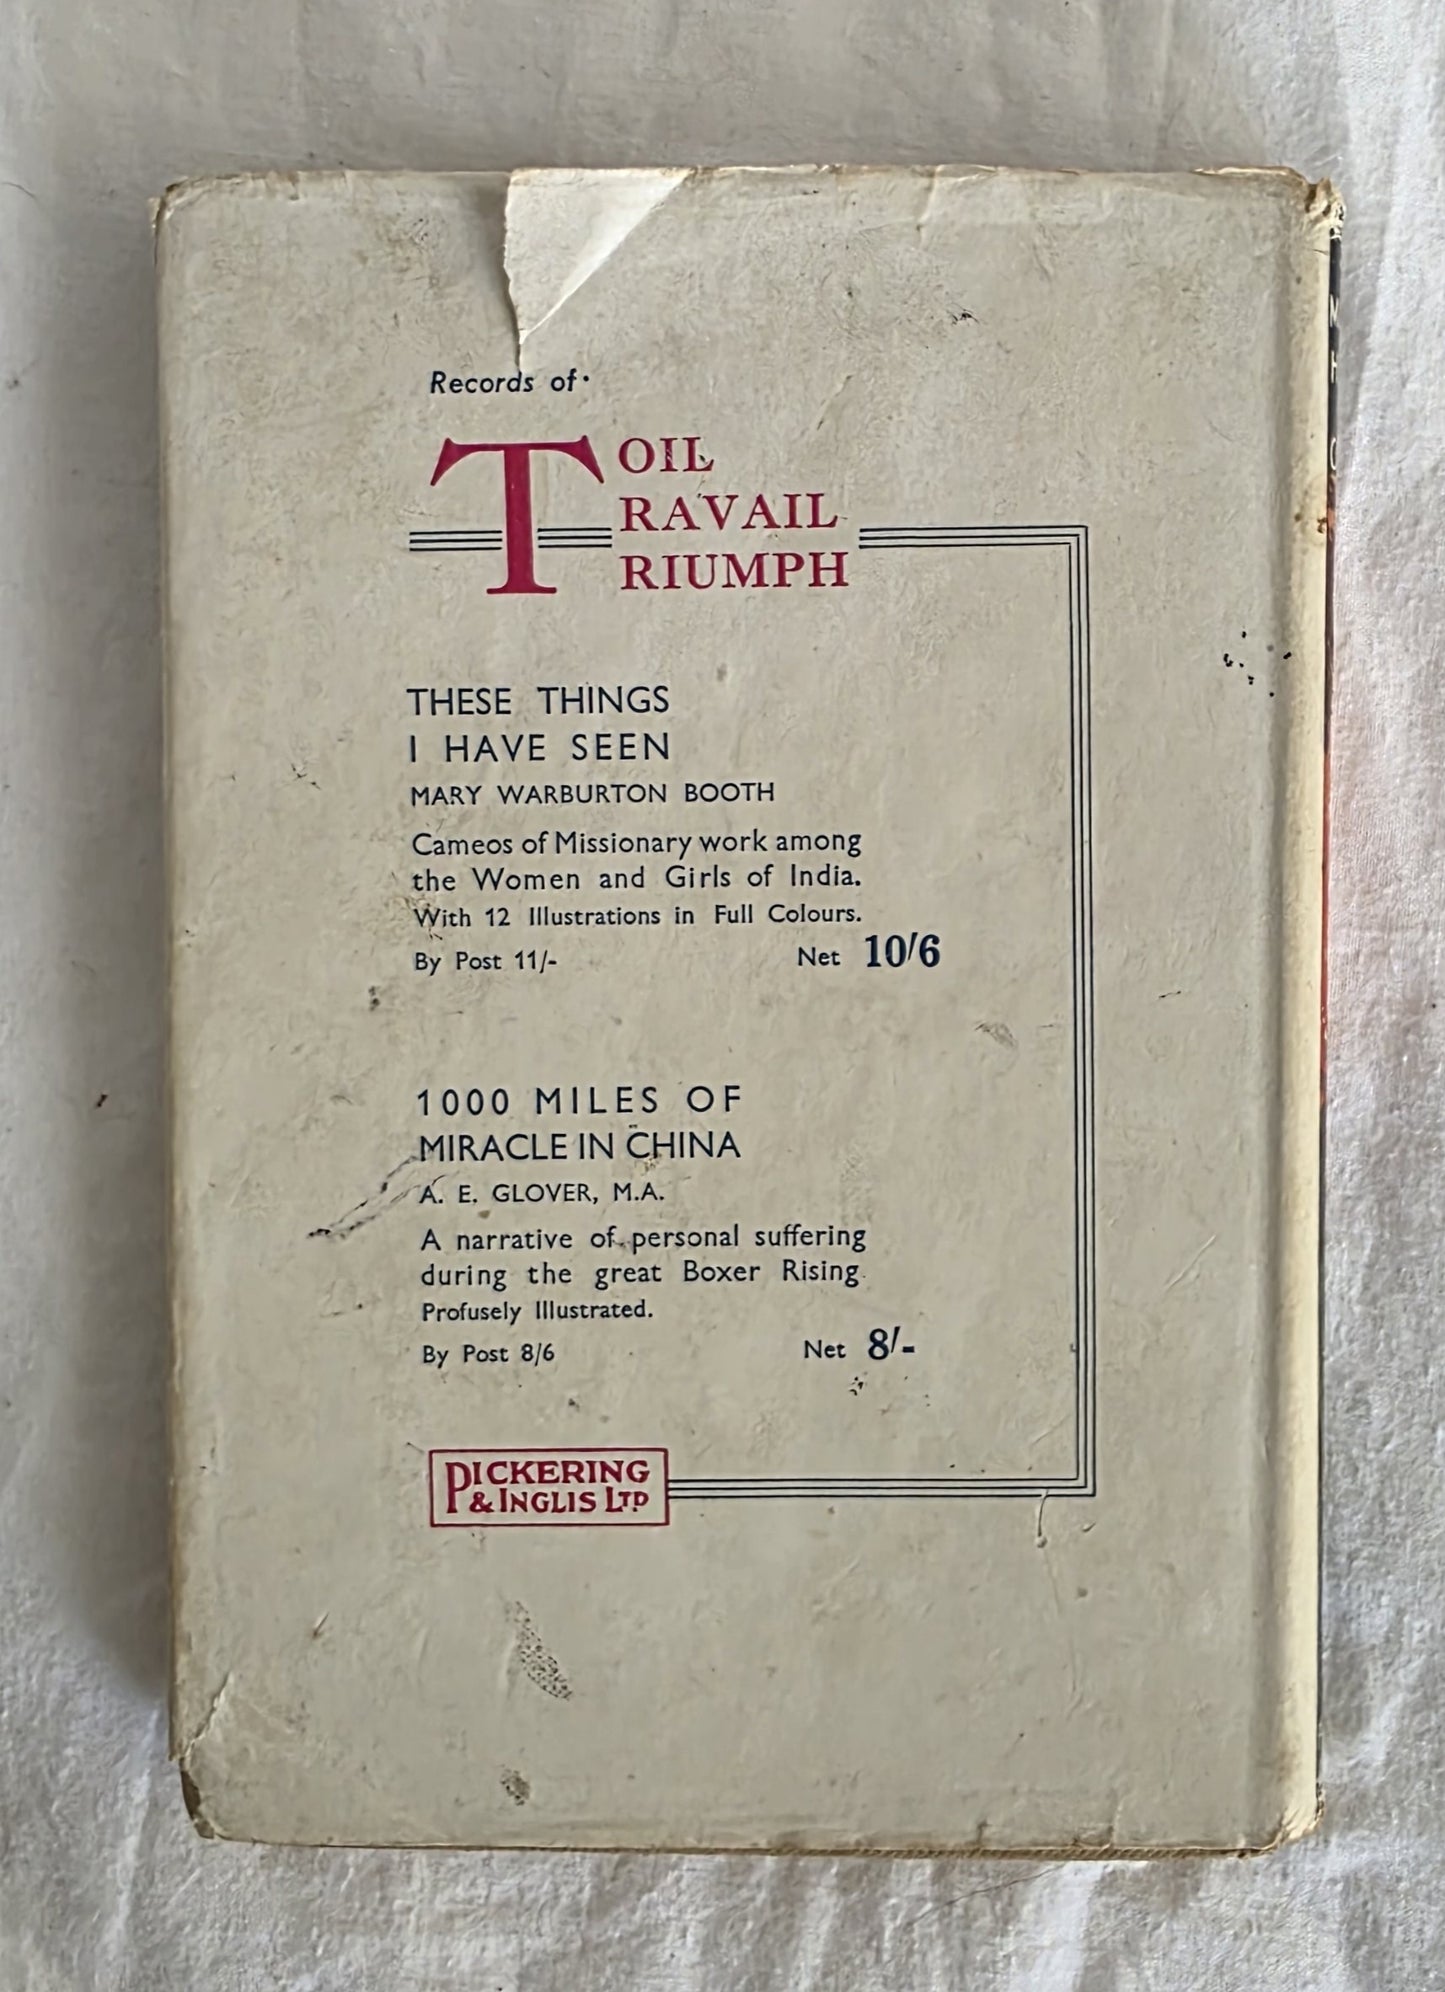 Records of
TOIL
TRAVAIL
TRIUMPH
THESE THINGS
I HAVE SEEN
MARY WARBURTON BOOTH
Cameos of Missionary work among
the Women and Girls of India.
With 12 Illustrations in Full Colours.
By Post 11/- Net 10/6
1000 MILES OF
MIRACLE IN CHINA
A. E. GLOVER, M.A.
A narrative of personal suffering
during the great Boxer Rising.
Profusely Illustrated.
By Post 8/6 Net 8/-
PICKERING
& INGLIS LTD